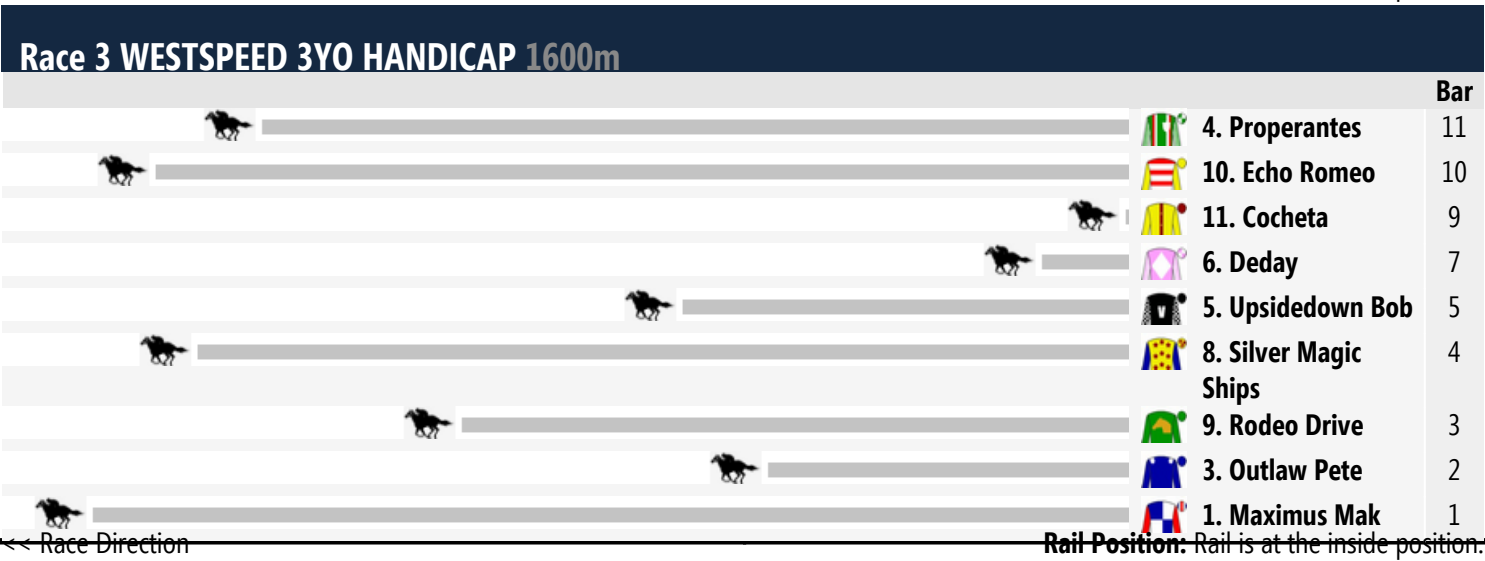 Race 3 WESTSPEED 3YO HANDICAP 1600m
Bar
4. Properantes 11
10. Echo Romeo 10
11. Cocheta 9
6. Deday 7
5. Upsidedown Bob 5
8. Silver Magic 4
Ships
9. Rodeo Drive 3
3. Outlaw Pete 2
1. Maximus Mak 1
<< Race Direction Rail Position: Rail is at the inside position.